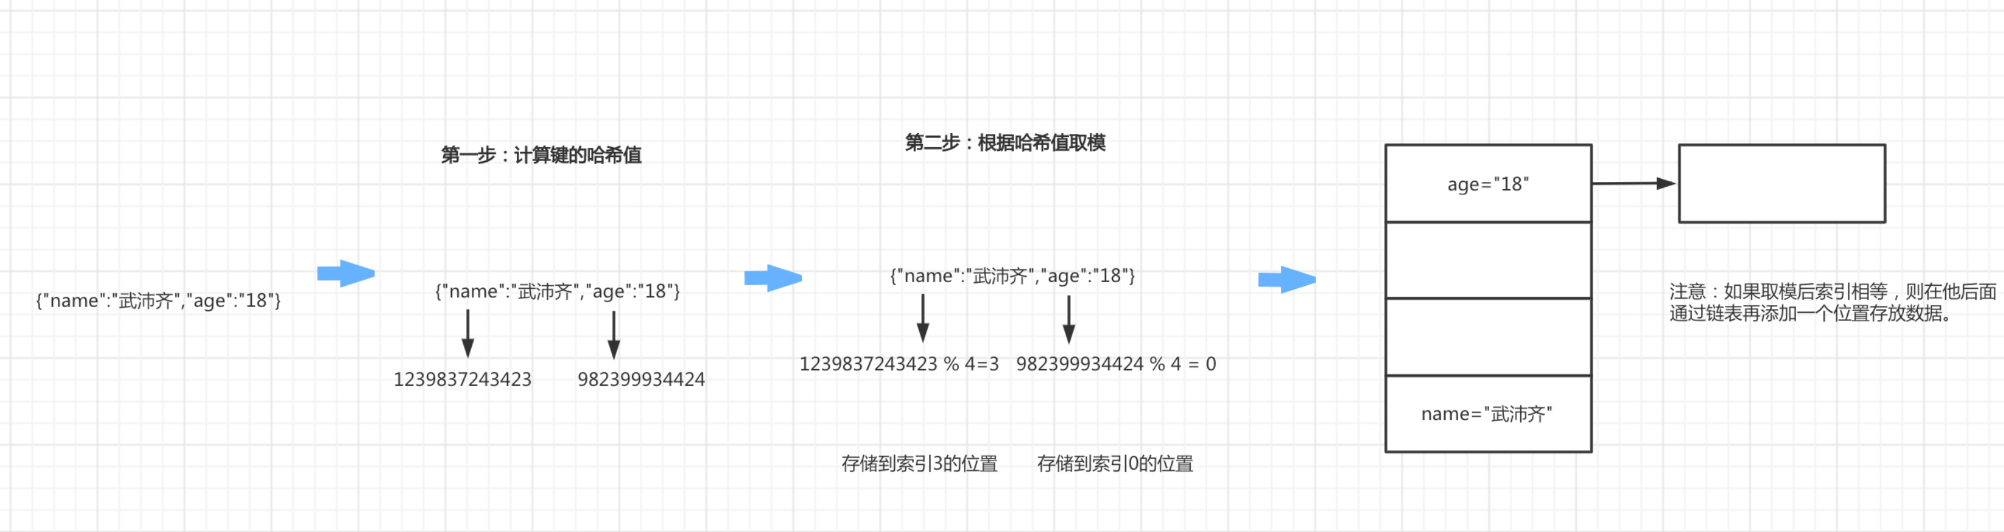 {"name":"武沛齐","age":"18"}
第一步：计算键的哈希值
{"name":"武沛齐","age":"18"}
1239837243423
982399934424
第二步：根据哈希值取模
{"name":"武沛齐","age":"18"}
1239837243423 % 4=3
982399934424 % 4 = 0
存储到索引3的位置
存储到索引0的位置
age="18"
name="武沛齐"
注意：如果取模后索引相等，则在他后面
通过链表再添加一个位置存放数据。